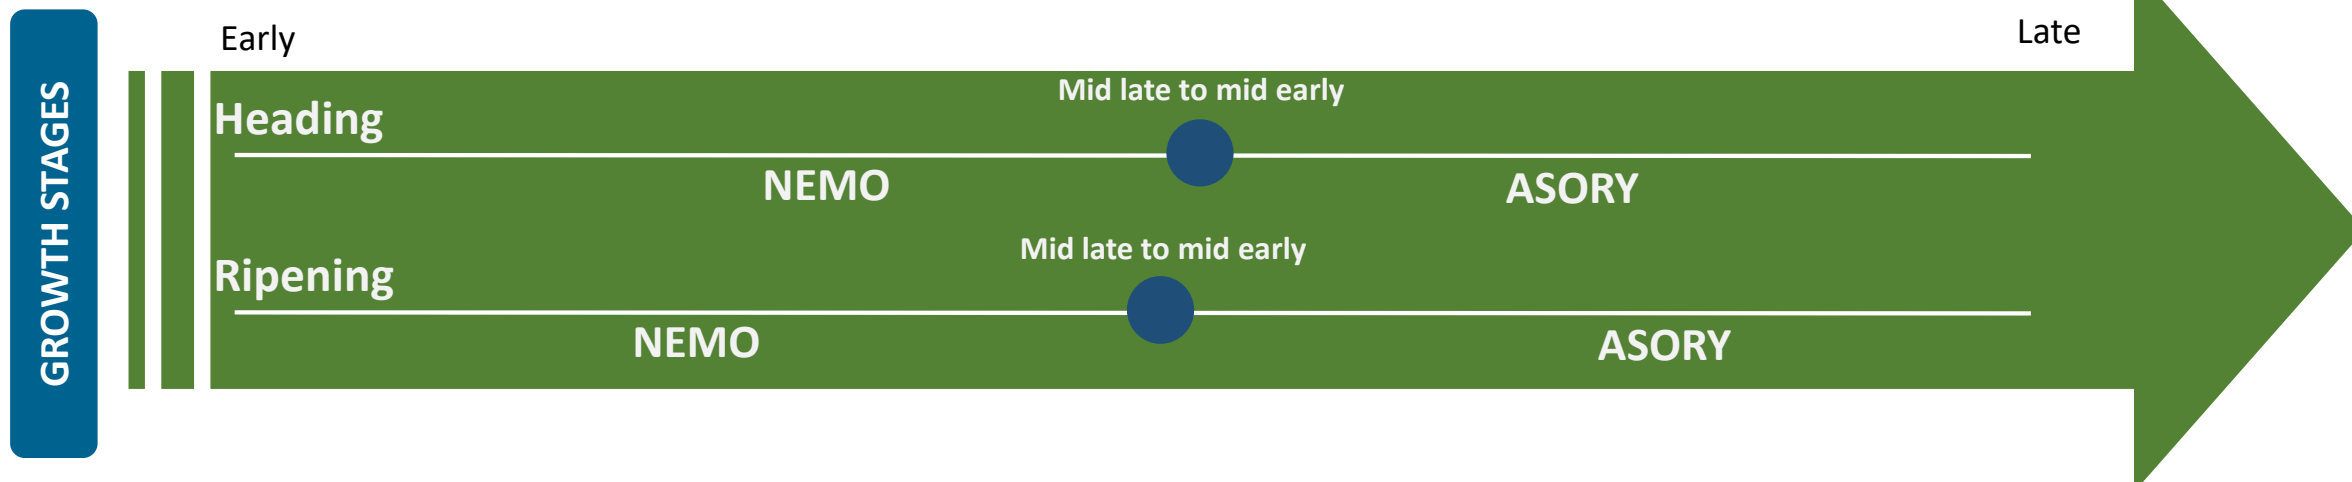 GROWTH STAGES
Early
Late
Mid late to mid early
Heading
NEMO
ASORY
Mid late to mid early
Ripening
NEMO
ASORY